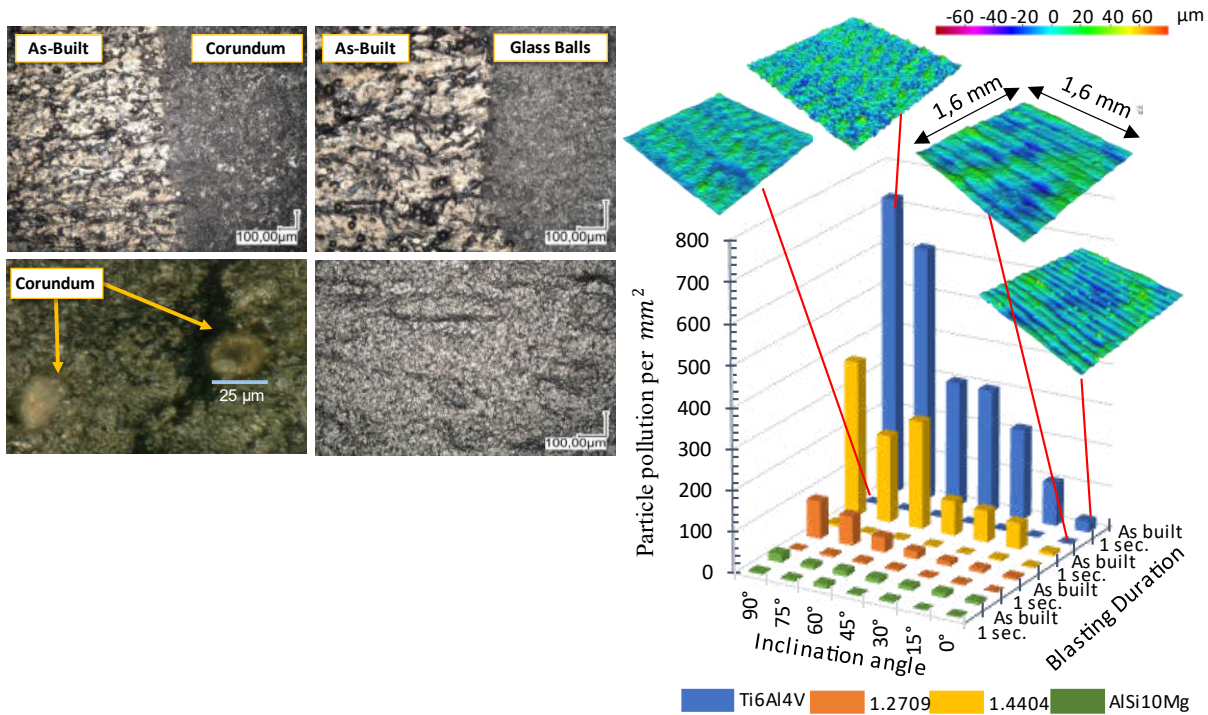 As-Built
Corundum
100,00µm
As-Built
Glass Balls
100,00µm
Corundum
25 µm
100,00µm
-60 -40 -20 0 20 40 60 µm
1,6 mm
1,6 mm
Particle pollution per mm²
800
700
600
500
400
300
200
100
0
90°
75°
60°
45°
30°
15°
0°
Inclination angle
As built
1 sec.
As built
1 sec.
As built
1 sec.
As built
1 sec.
Blasting Duration
Ti6Al4V 1.2709 1.4404 AlSi10Mg